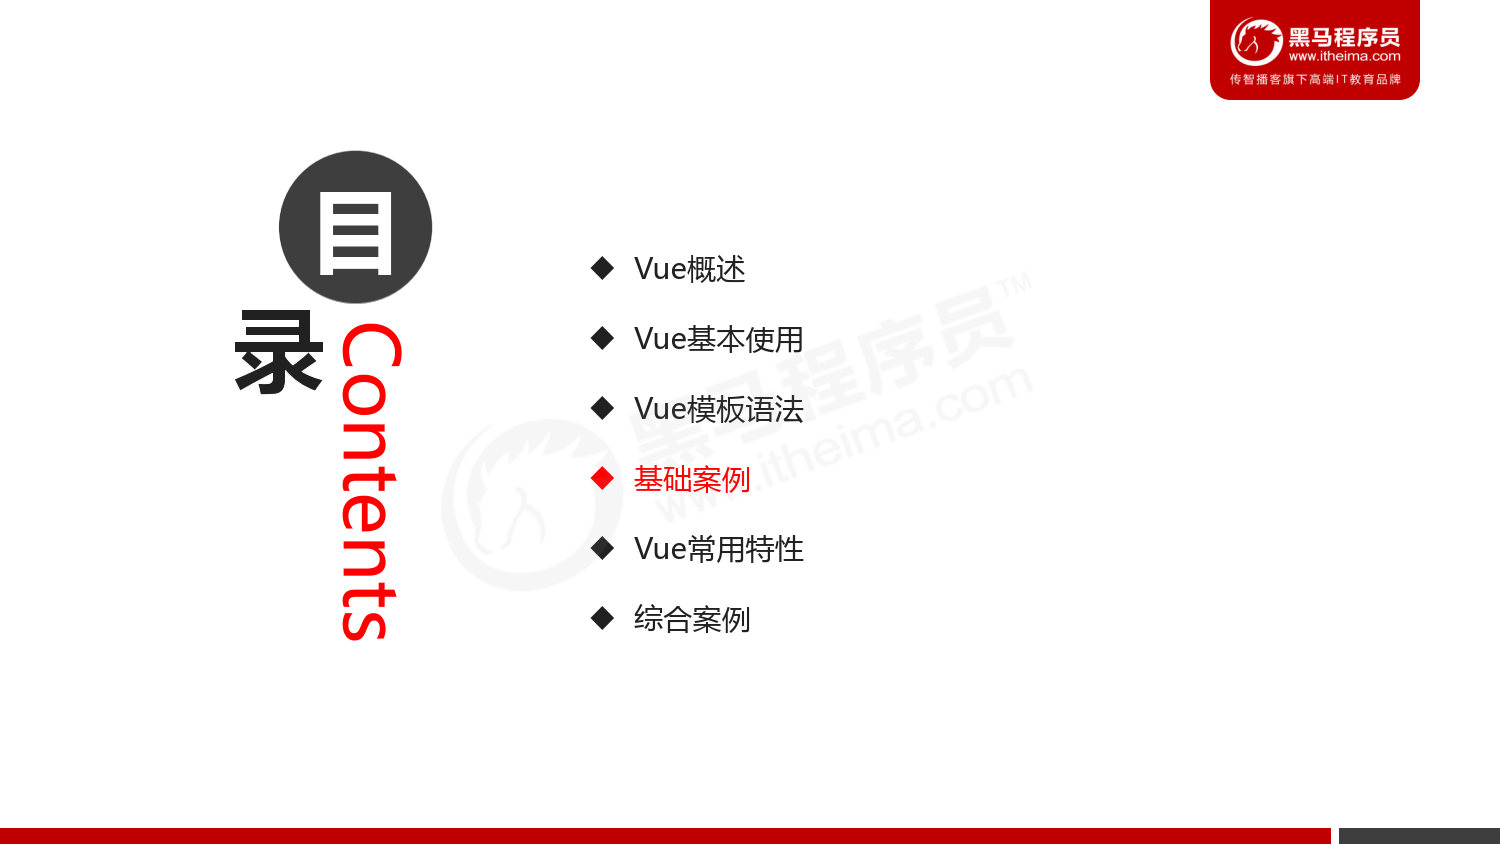 黑马程序员
www.itheima.com
传智播客旗下高端IT教育品牌
目
录
Contents
Vue概述
Vue基本使用
Vue模板语法
基础案例
Vue常用特性
综合案例
黑马程序员™
www.itheima.com